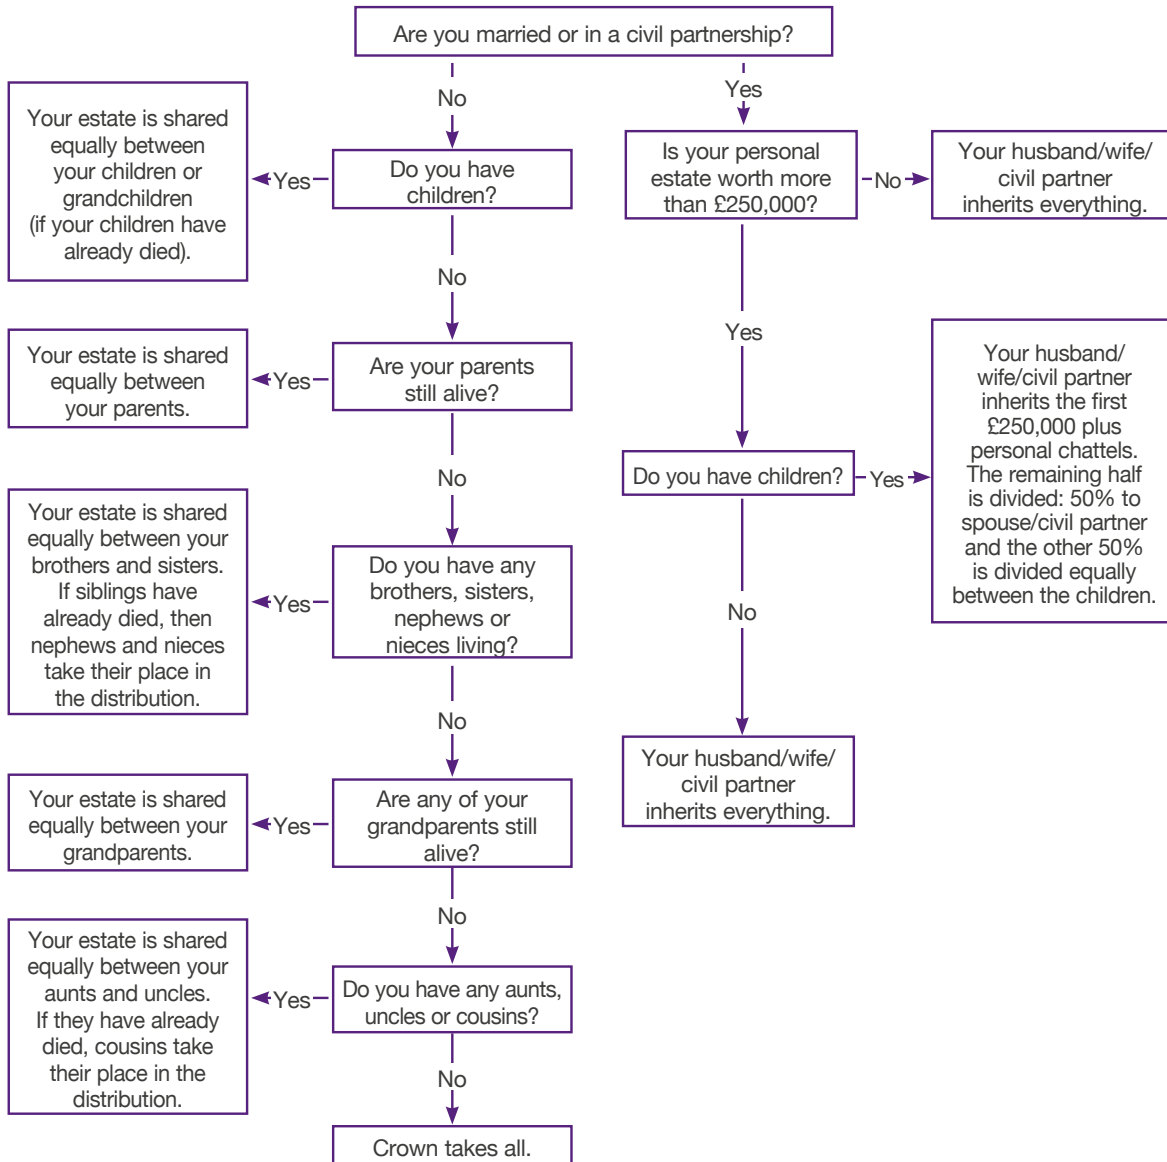 Are you married or in a civil partnership?
No
Yes
Your estate is shared
equally between
your children or
grandchildren
(if your children have
already died).
Yes
Do you have
children?
Is your personal
estate worth more
than £250,000?
No
Your husband/wife/
civil partner
inherits everything.
No
Yes
Your estate is shared
equally between
your parents.
Yes
Are your parents
still alive?
Your husband/
wife/civil partner
inherits the first
£250,000 plus
personal chattels.
The remaining half
is divided: 50% to
spouse/civil partner
and the other 50%
is divided equally
between the children.
Do you have children?
Yes
No
Your estate is shared
equally between your
brothers and sisters.
If siblings have
already died, then
nephews and nieces
take their place in
the distribution.
Yes
Do you have any
brothers, sisters,
nephews or
nieces living?
No
No
Your husband/wife/
civil partner
inherits everything.
Your estate is shared
equally between your
grandparents.
Yes
Are any of your
grandparents still
alive?
No
Your estate is shared
equally between your
aunts and uncles.
If they have already
died, cousins take
their place in the
distribution.
Yes
Do you have any aunts,
uncles or cousins?
No
Crown takes all.